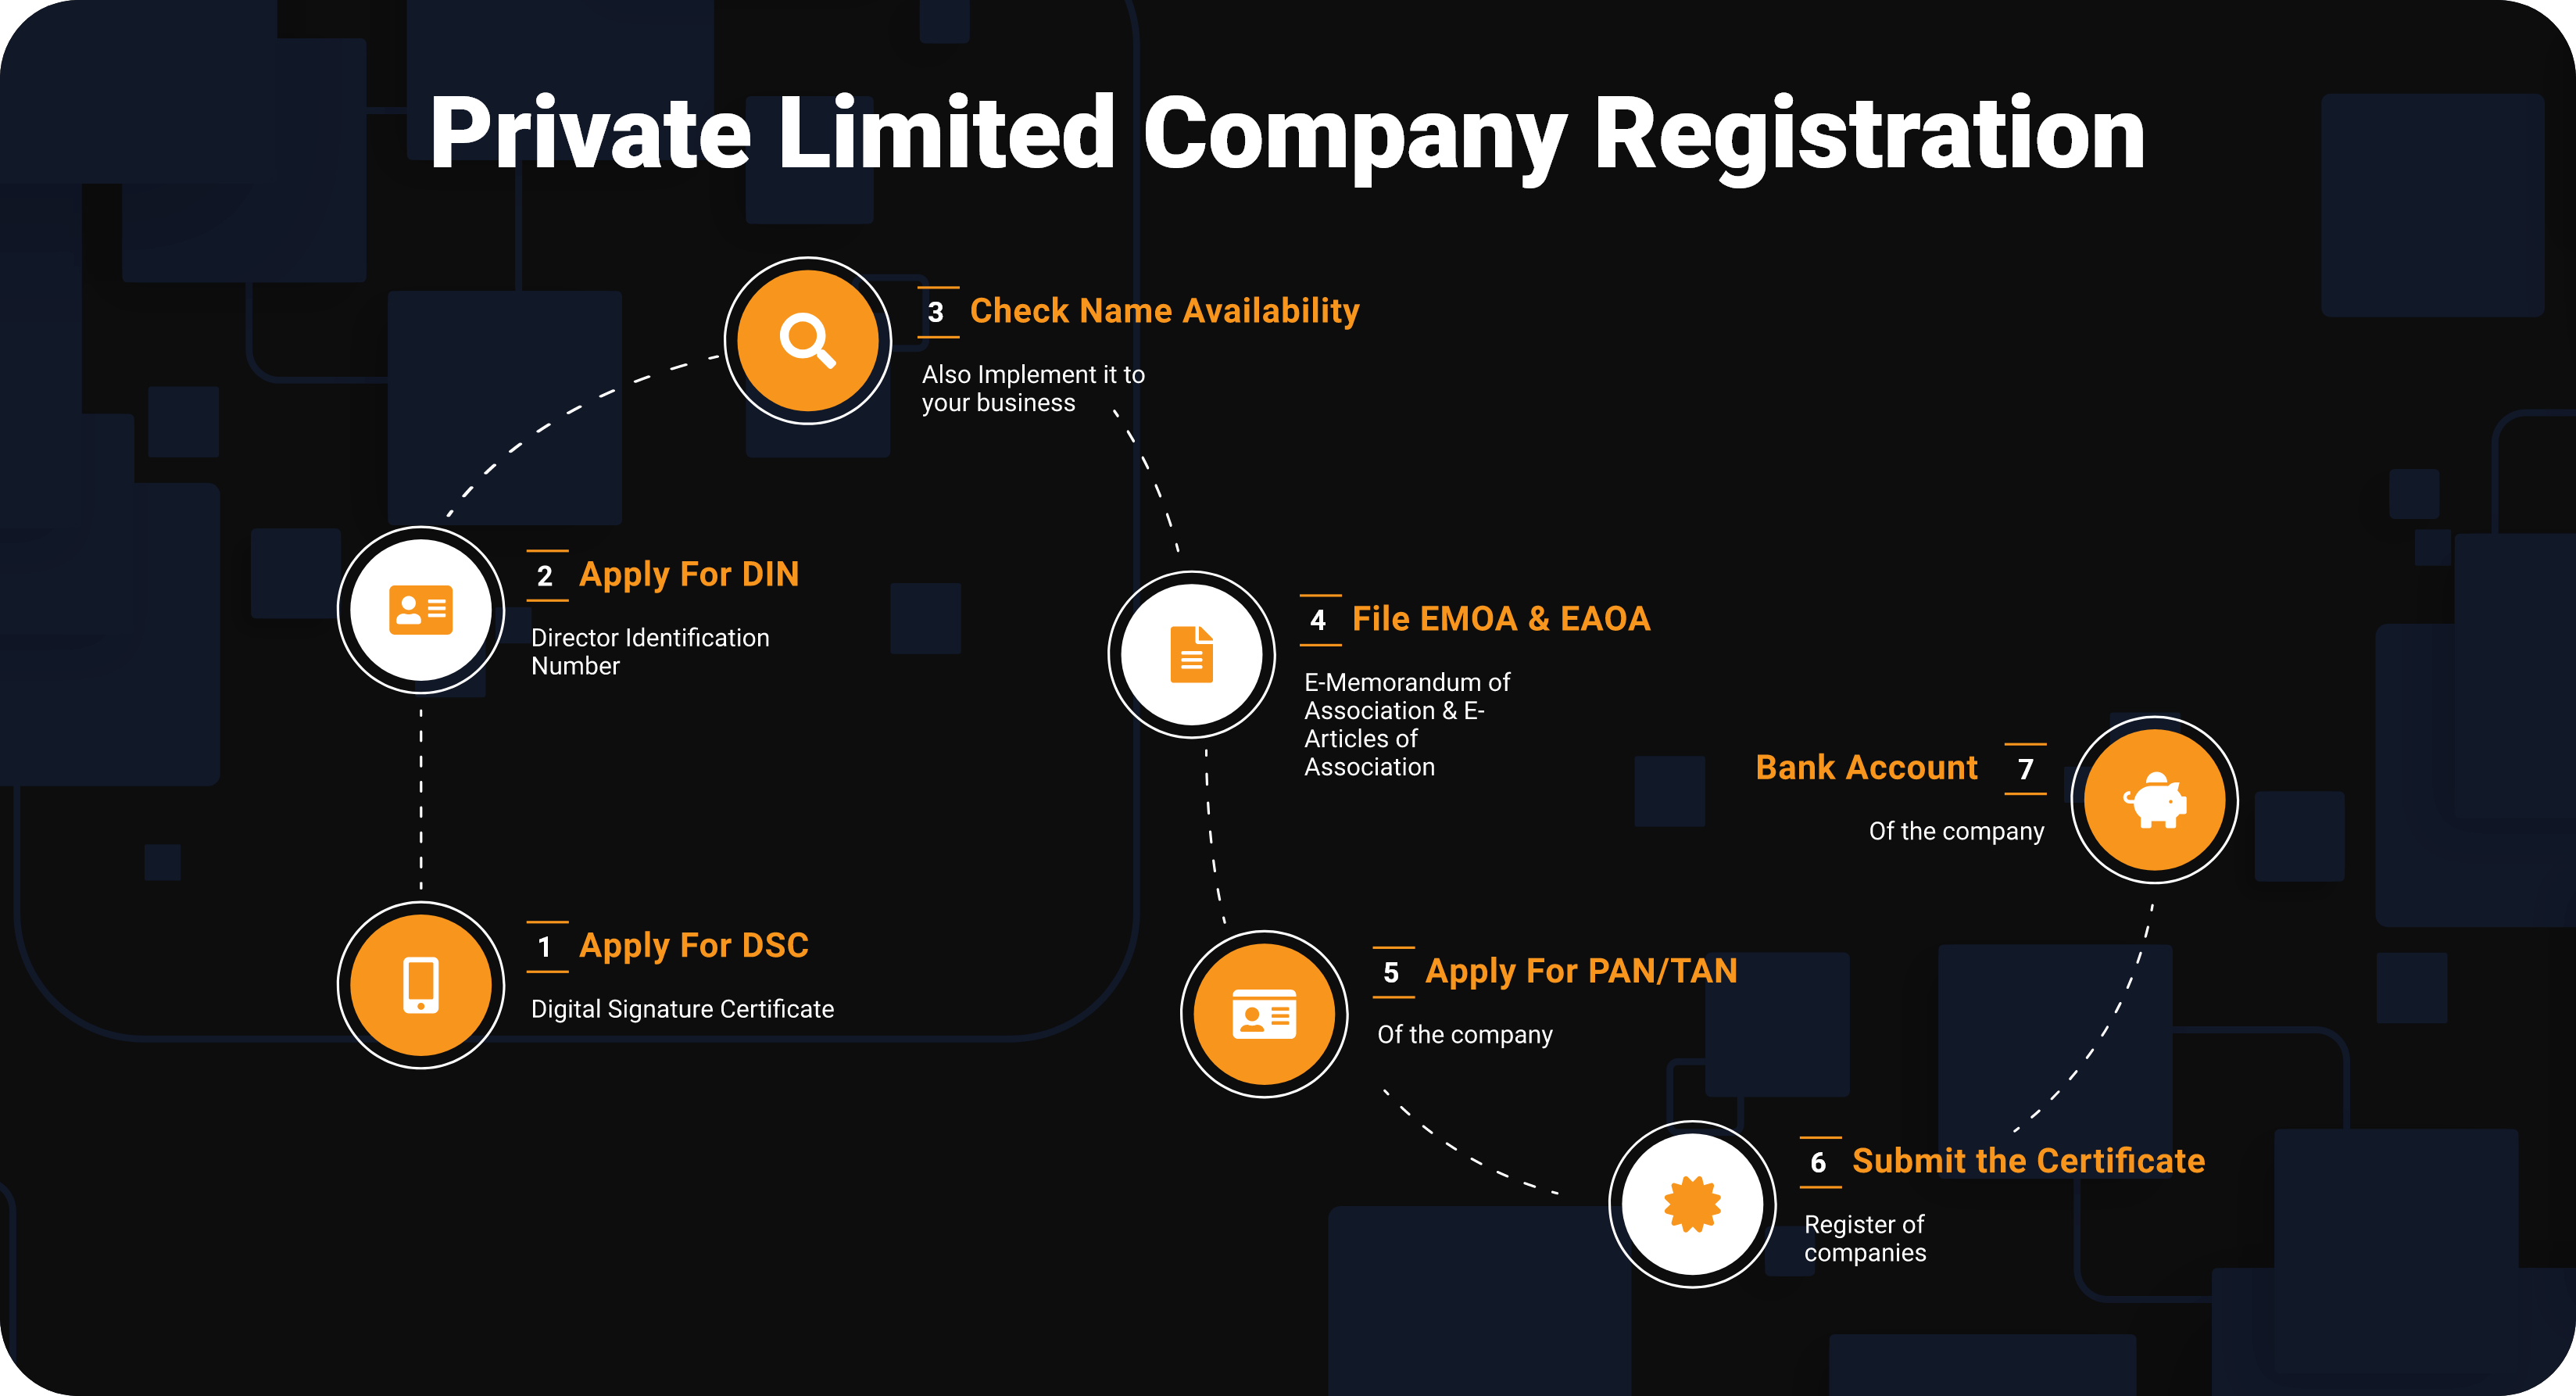 Private Limited Company Registration
3 Check Name Availability
Also Implement it to
your business
2 Apply For DIN
Director Identification
Number
1 Apply For DSC
Digital Signature Certificate
4 File EMOA & EAOA
E-Memorandum of
Association & E-
Articles of
Association
5 Apply For PAN/TAN
Of the company
6 Submit the Certificate
Register of
companies
Bank Account 7
Of the company